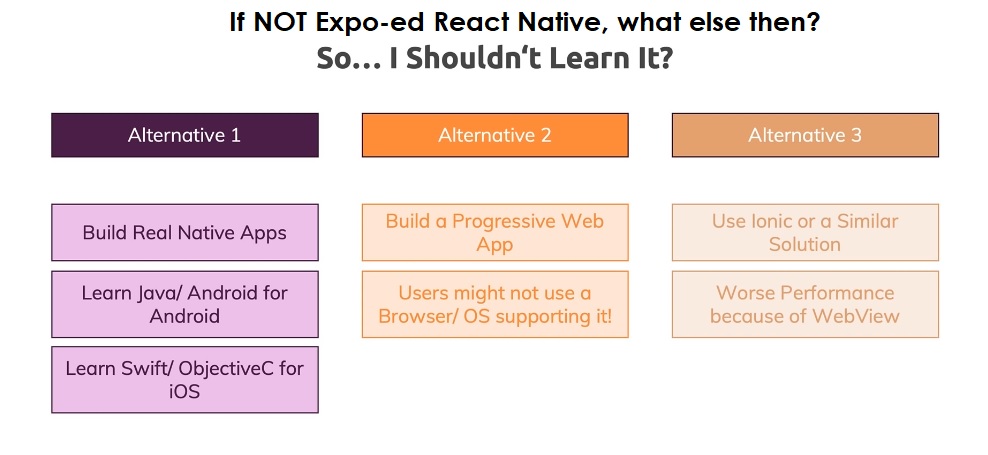 If NOT Expo-ed React Native, what else then?
So... I Shouldn't Learn It?
Alternative 1
Alternative 2
Alternative 3
Build Real Native Apps
Learn Java/ Android for
Android
Learn Swift/ ObjectiveC for
iOS
Build a Progressive Web
App
Users might not use a
Browser/ OS supporting it!
Use Ionic or a Similar
Solution
Worse Performance
because of WebView